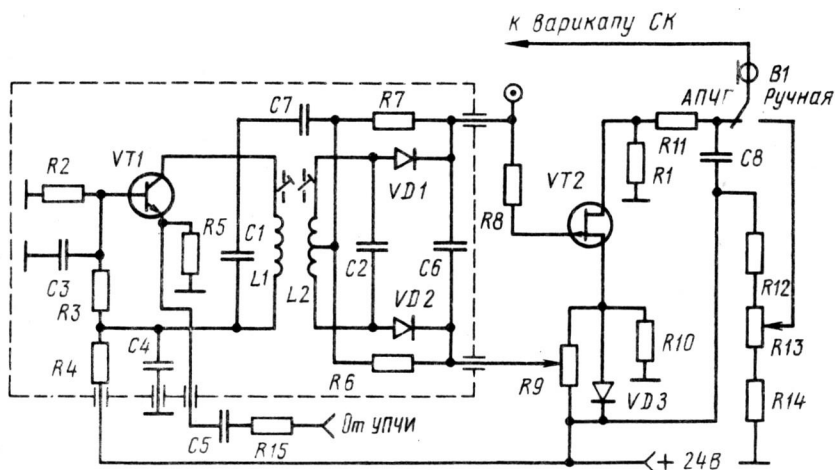 к варикапу СК
В1
АПЧГ
Ручная
C7
R7
R2
VT1
VD1
R8
VT2
R1
R11
C8
R5
C1
L1
L2
C2
C6
C3
R3
VD2
R12
R4
C4
R6
R9
R10
R13
VD3
R14
C5
R15
От УПЧИ
+ 24В